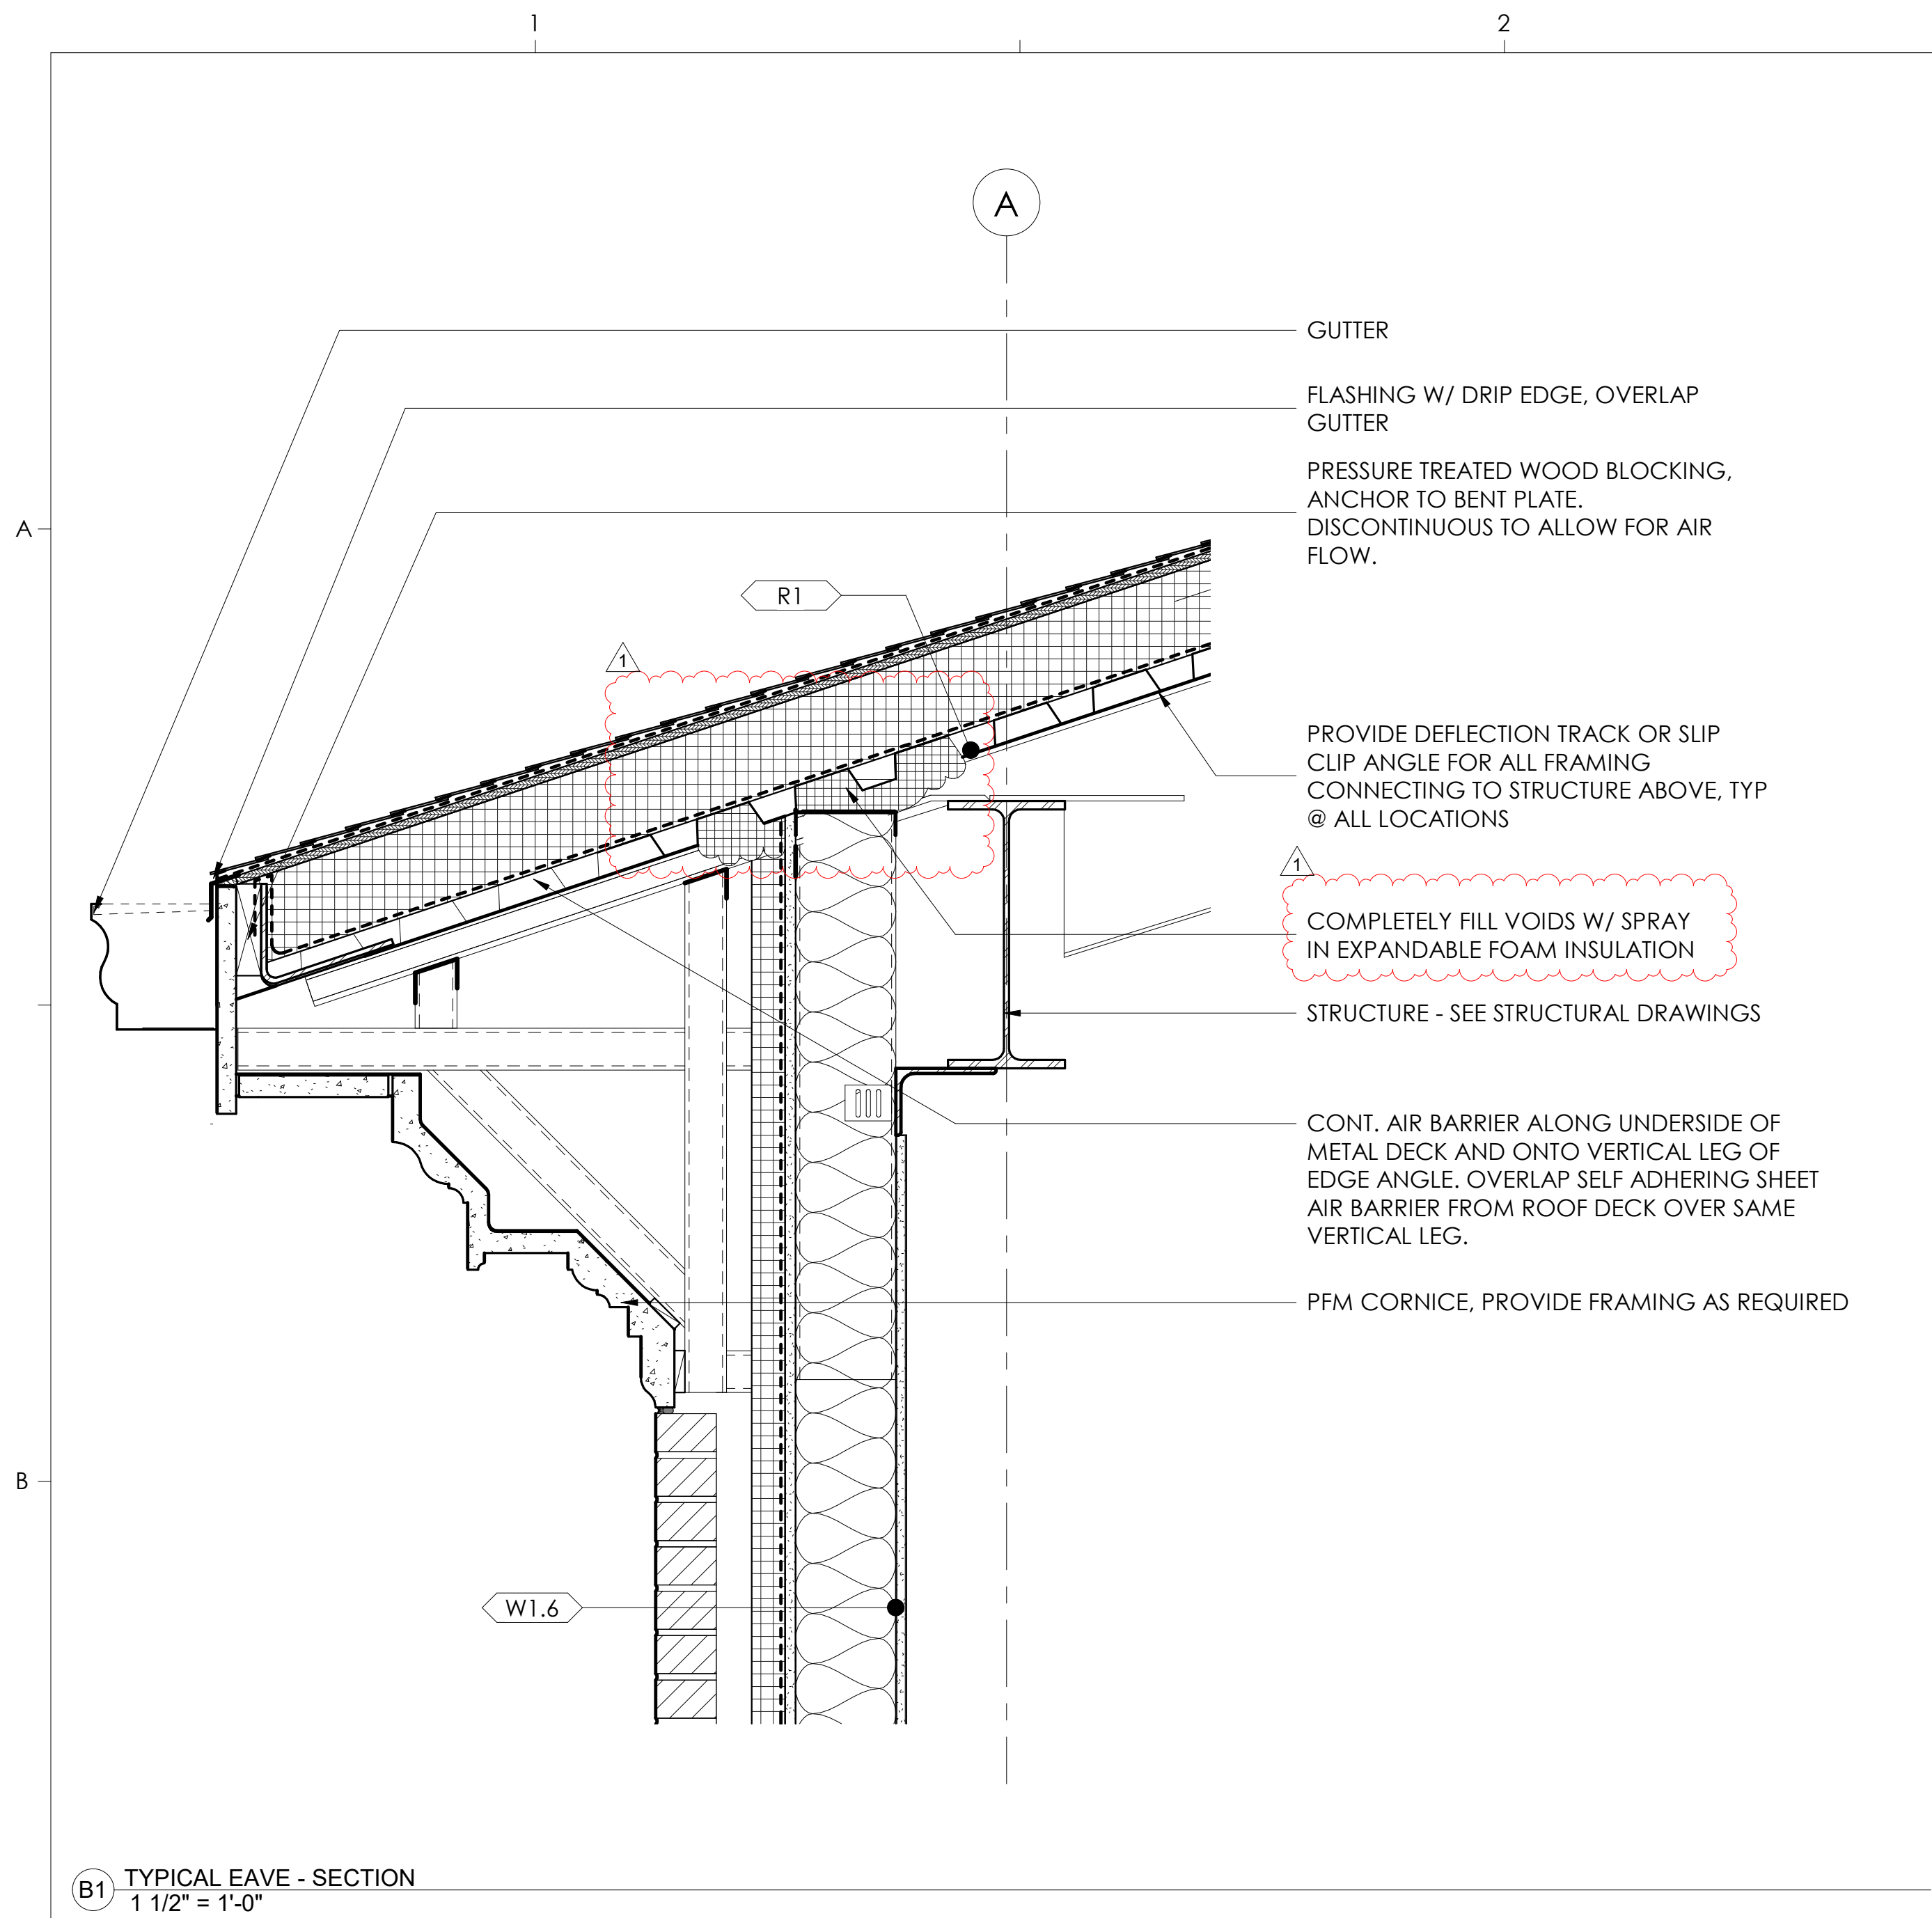 1
2
A
GUTTER
FLASHING W/ DRIP EDGE, OVERLAP
GUTTER
PRESSURE TREATED WOOD BLOCKING,
ANCHOR TO BENT PLATE.
DISCONTINUOUS TO ALLOW FOR AIR
FLOW.
A
R1
1
PROVIDE DEFLECTION TRACK OR SLIP
CLIP ANGLE FOR ALL FRAMING
CONNECTING TO STRUCTURE ABOVE, TYP
@ ALL LOCATIONS
1
COMPLETELY FILL VOIDS W/ SPRAY
IN EXPANDABLE FOAM INSULATION
STRUCTURE - SEE STRUCTURAL DRAWINGS
CONT. AIR BARRIER ALONG UNDERSIDE OF
METAL DECK AND ONTO VERTICAL LEG OF
EDGE ANGLE. OVERLAP SELF ADHERING SHEET
AIR BARRIER FROM ROOF DECK OVER SAME
VERTICAL LEG.
PFM CORNICE, PROVIDE FRAMING AS REQUIRED
B
W1.6
B1
TYPICAL EAVE - SECTION
1 1/2" = 1'-0"